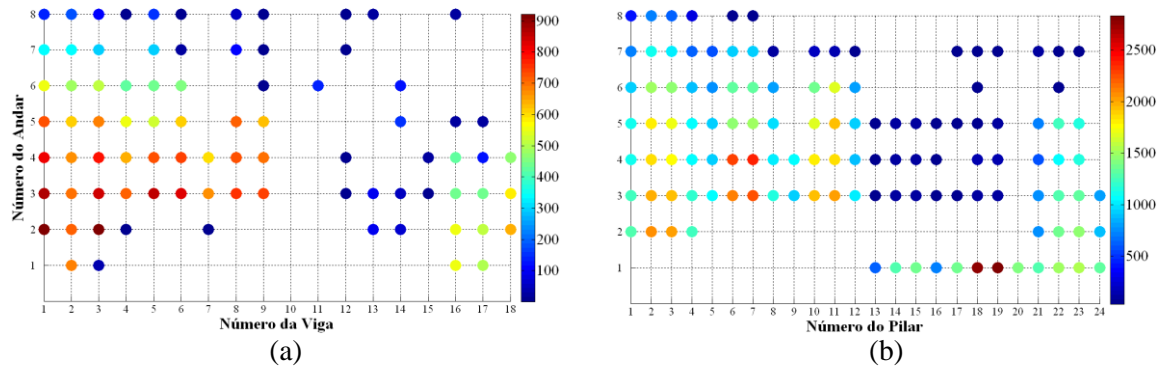 8 7 6 5 4 3 2 1
Número do Andar
1 2 3 4 5 6 7 8 9 10 11 12 13 14 15 16 17 18
Número da Viga
900 800 700 600 500 400 300 200 100
(a)
8 7 6 5 4 3 2 1
1 2 3 4 5 6 7 8 9 10 11 12 13 14 15 16 17 18 19 20 21 22 23 24
Número do Pilar
2500 2000 1500 1000 500
(b)